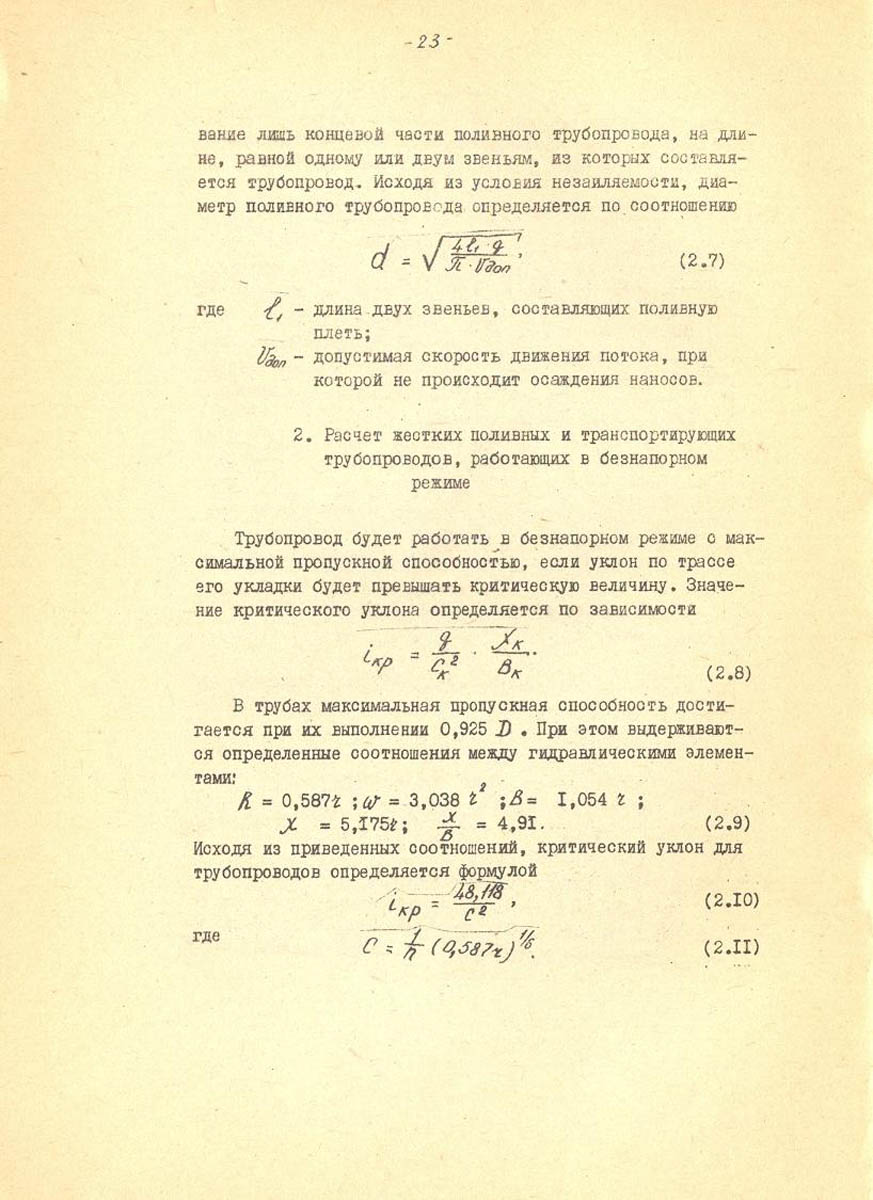 -23-
вание лишь концевой части поливного трубопровода, на дли-
не, равной одному или двум звеньям, из которых составля-
ется трубопровод. Исходя из условия незаиляемости, диа-
метр поливного трубопровода определяется по соотношению
d = √(4ℓ₁·q / π·Vдоп), (2.7)
где ℓ₁ - длина двух звеньев, составляющих поливную
плеть;
Vдоп - допустимая скорость движения потока, при
которой не происходит осаждения наносов.
2. Расчет жестких поливных и транспортирующих
трубопроводов, работающих в безнапорном
режиме
Трубопровод будет работать в безнапорном режиме с мак-
симальной пропускной способностью, если уклон по трассе
его укладки будет превышать критическую величину. Значе-
ние критического уклона определяется по зависимости
iкр = q/Cк² · Xк/Bк. (2.8)
В трубах максимальная пропускная способность дости-
гается при их выполнении 0,925 D. При этом выдерживают-
ся определенные соотношения между гидравлическими элемен-
тами:
R = 0,587r ; ω = 3,038 r² ; B = 1,054 r ;
X = 5,175r; X/B = 4,91. (2.9)
Исходя из приведенных соотношений, критический уклон для
трубопроводов определяется формулой
iкр = 48,118/C², (2.10)
где C = 1/n (0,587r)^1/6. (2.11)